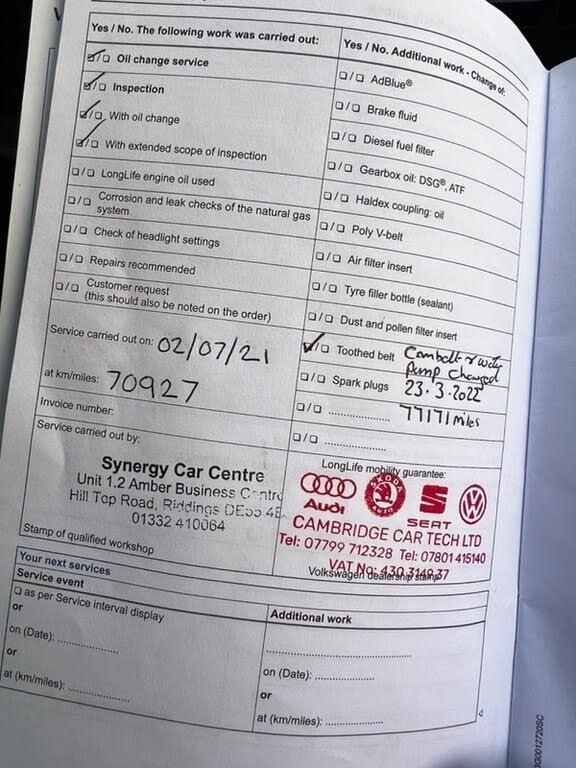 Yes / No. The following work was carried out:
☑/☐ Oil change service
☑/☐ Inspection
☑/☐ With oil change
☑/☐ With extended scope of inspection
☐/☐ LongLife engine oil used
☐/☐ Corrosion and leak checks of the natural gas
system
☐/☐ Check of headlight settings
☐/☐ Repairs recommended
☐/☐ Customer request
(this should also be noted on the order)
Service carried out on: 02/07/21
at km/miles: 70927
Invoice number:
Service carried out by:
Synergy Car Centre
Unit 1.2 Amber Business Centre
Hill Top Road, Riddings DE55
01332 410064
Stamp of qualified workshop
Yes / No. Additional work - Change of:
☐/☐ AdBlue®
☐/☐ Brake fluid
☐/☐ Diesel fuel filter
☐/☐ Gearbox oil: DSG®, ATF
☐/☐ Haldex coupling: oil
☐/☐ Poly V-belt
☐/☐ Air filter insert
☐/☐ Tyre filler bottle (sealant)
☐/☐ Dust and pollen filter insert
☑/☐ Toothed belt Cambelt &
Pump Changed
☐/☐ Spark plugs 23.3.2022
☐/☐ .................... 77171 miles
☐/☐ ....................
LongLife mobility guarantee:
Audi
SKODA
AUTO
SEAT
CAMBRIDGE CAR TECH LTD
Tel: 07799 712328 Tel: 07801 415140
VAT No: 430 3149 37
Volkswagen dealership stamp
Your next services
Service event
☐ as per Service interval display
or
on (Date): ....................
or
at (km/miles): ....................
Additional work
........................................
on (Date): ....................
or
at (km/miles): ....................